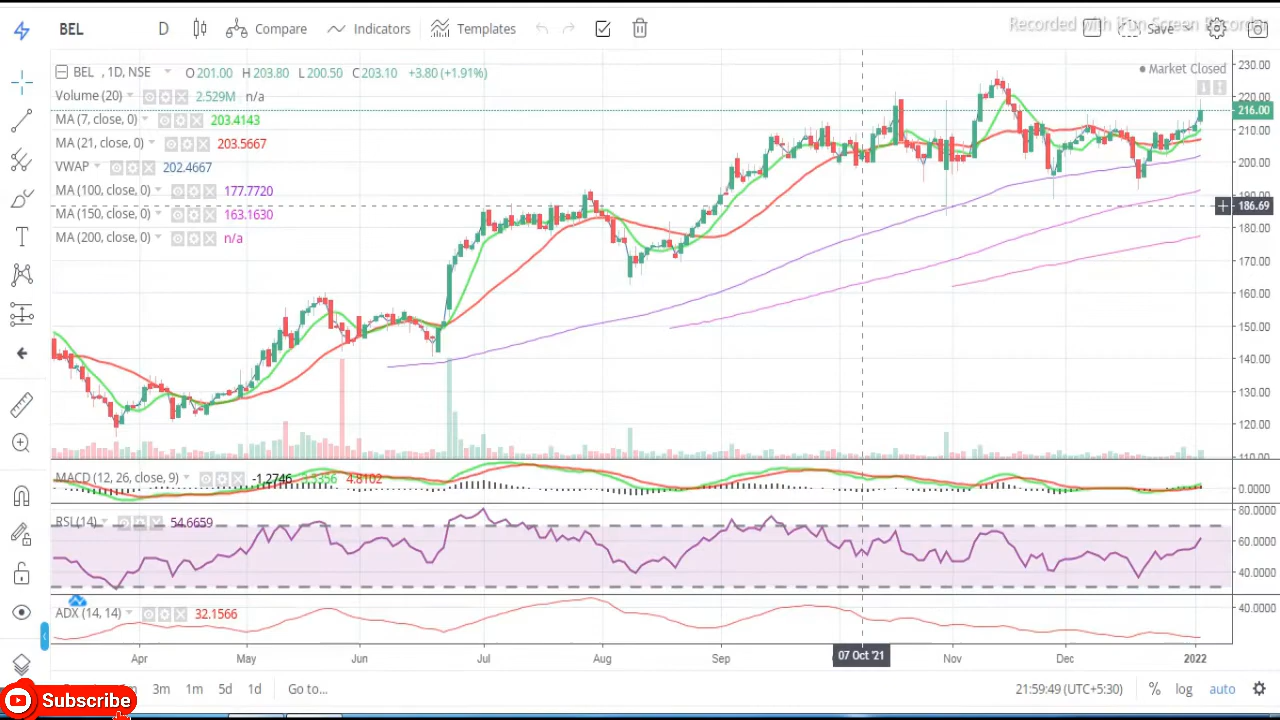 Recorded with iFun Screen Recorder
BEL D Compare Indicators Templates Save
BEL , 1D, NSE O201.00 H203.80 L200.50 C203.10 +3.80 (+1.91%)
Market Closed
Volume (20) 2.529M n/a
MA (7, close, 0) 203.4143
MA (21, close, 0) 203.5667
VWAP 202.4667
MA (100, close, 0) 177.7720
MA (150, close, 0) 163.1630
MA (200, close, 0) n/a
230.00
220.00
216.00
210.00
200.00
190.00
186.69
180.00
170.00
160.00
150.00
140.00
130.00
120.00
110.00
MACD (12, 26, close, 9) -1.2746 3.5356 4.8102
0.0000
RSI (14) 54.6659
80.0000
60.0000
40.0000
ADX (14, 14) 32.1566
40.0000
Apr May Jun Jul Aug Sep 07 Oct '21 Nov Dec 2022
3m 1m 5d 1d Go to... 21:59:49 (UTC+5:30) % log auto
Subscribe